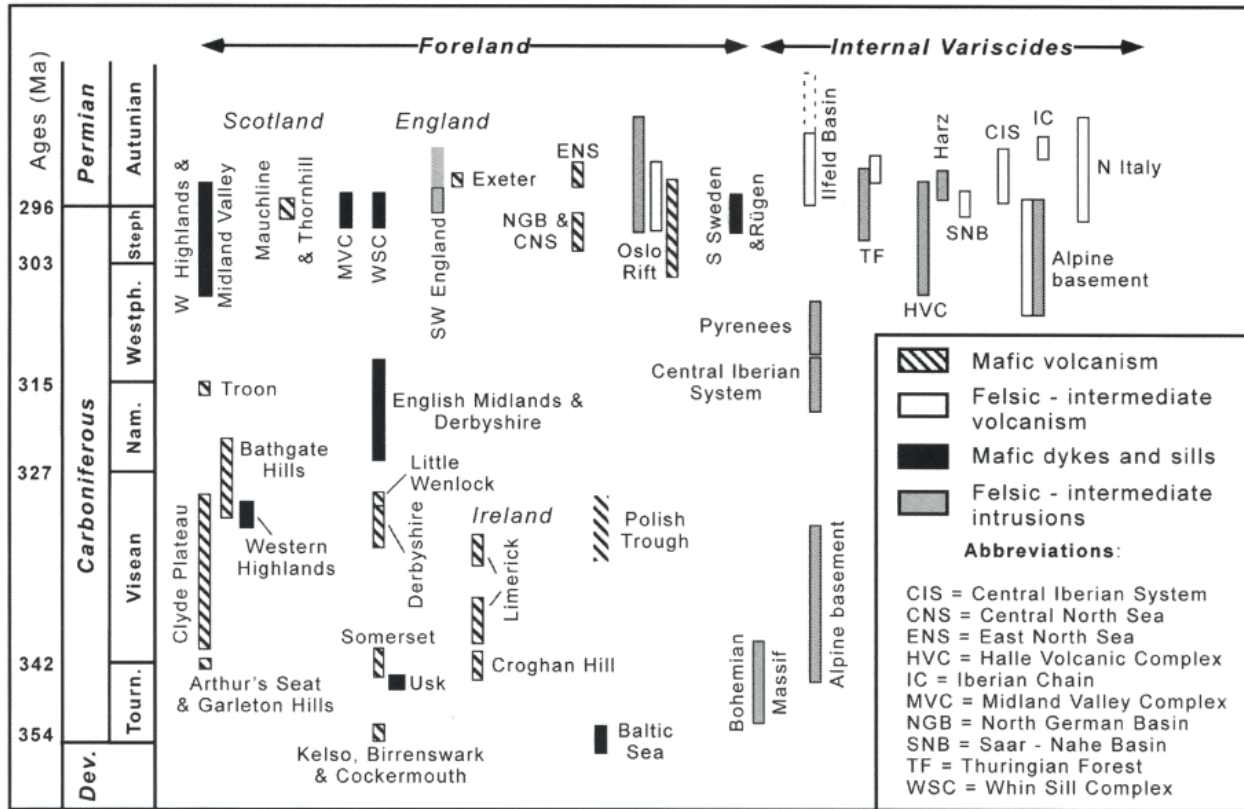 Foreland
Internal Variscides
Ages (Ma)
Permian
Carboniferous
Dev.
Autunian
Steph
Westph.
Nam.
Visean
Tourn.
296
303
315
327
342
354
Scotland
England
Ireland
W Highlands &
Midland Valley
Mauchline
& Thornhill
MVC
WSC
SW England
Exeter
ENS
NGB &
CNS
Oslo
Rift
S Sweden
&Rügen
Ilfeld Basin
TF
HVC
Harz
SNB
CIS
IC
N Italy
Alpine
basement
Pyrenees
Central Iberian
System
Troon
English Midlands &
Derbyshire
Bathgate
Hills
Little
Wenlock
Clyde Plateau
Western
Highlands
Derbyshire
Limerick
Polish
Trough
Somerset
Usk
Croghan Hill
Arthur's Seat
& Garleton Hills
Kelso, Birrenswark
& Cockermouth
Baltic
Sea
Bohemian
Massif
Alpine basement
Mafic volcanism
Felsic - intermediate
volcanism
Mafic dykes and sills
Felsic - intermediate
intrusions
Abbreviations:
CIS = Central Iberian System
CNS = Central North Sea
ENS = East North Sea
HVC = Halle Volcanic Complex
IC = Iberian Chain
MVC = Midland Valley Complex
NGB = North German Basin
SNB = Saar - Nahe Basin
TF = Thuringian Forest
WSC = Whin Sill Complex